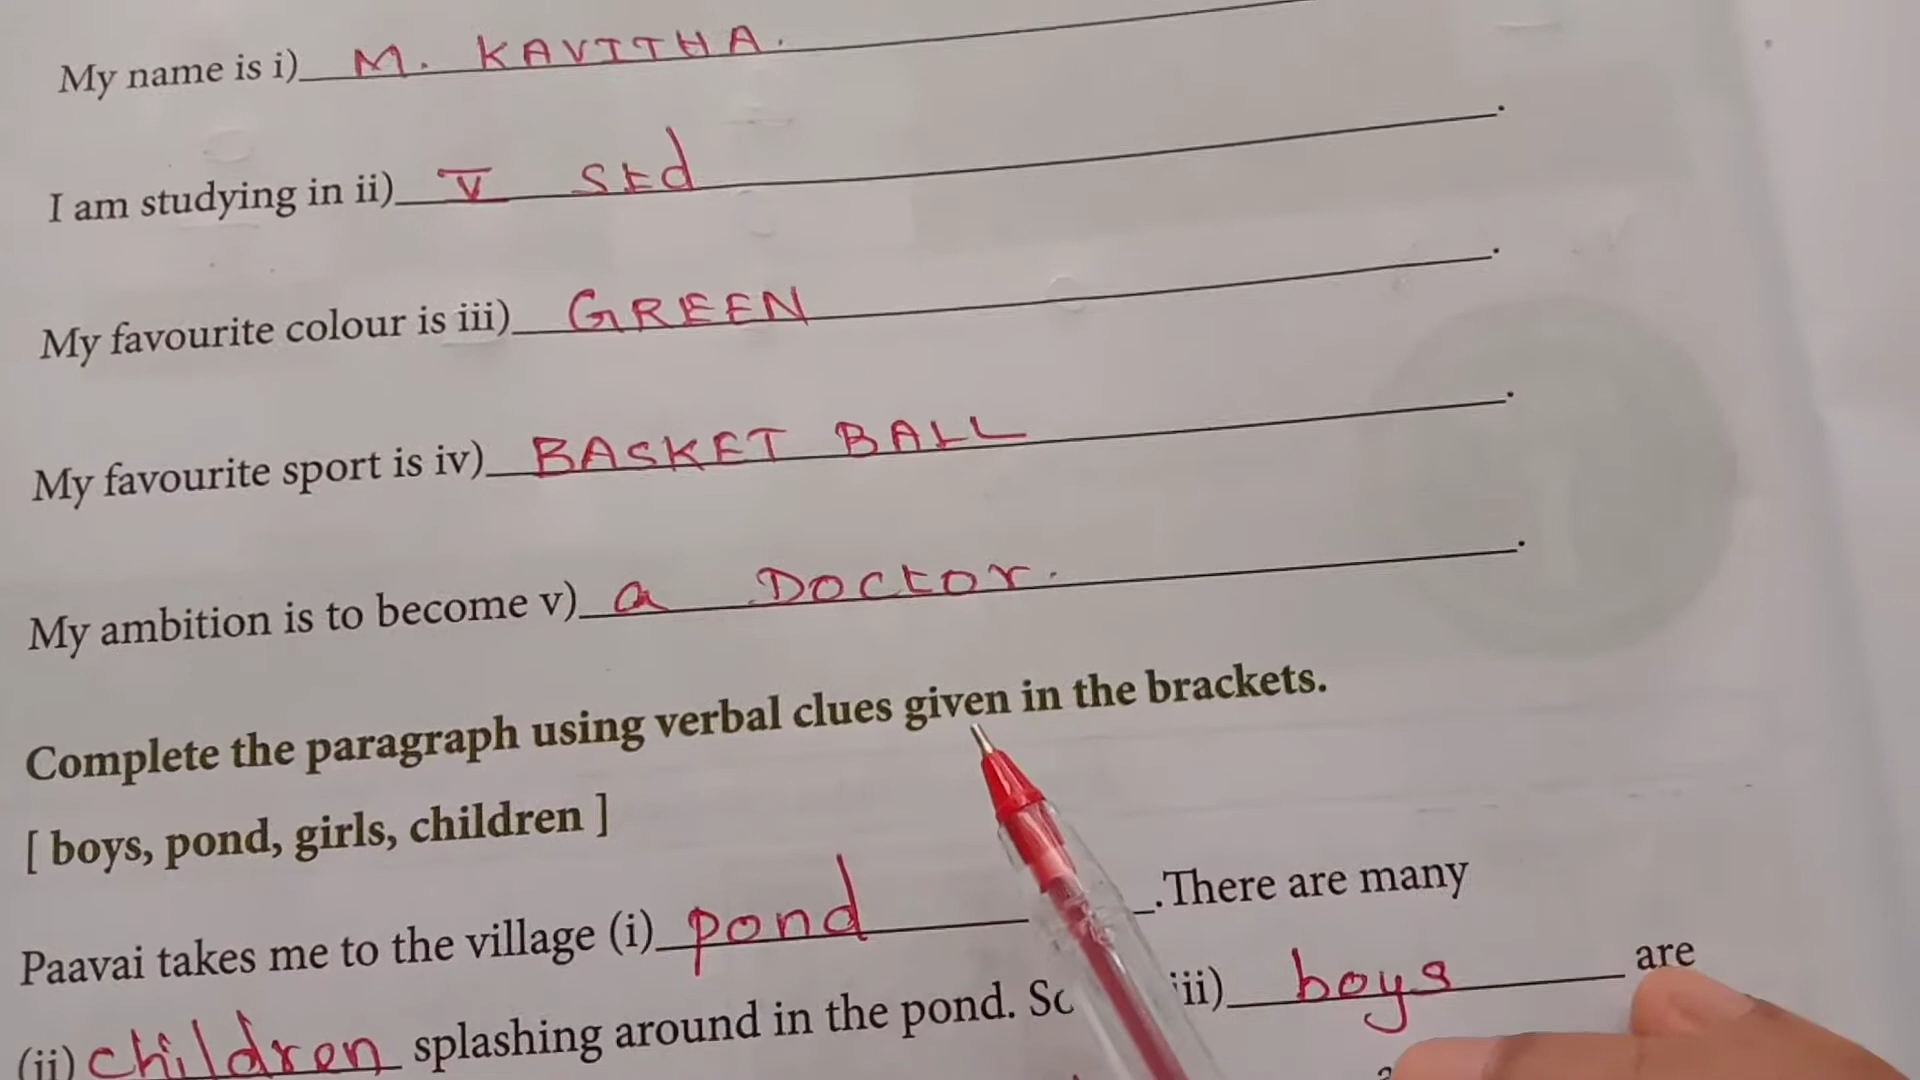 My name is i) M. KAVITHA.
I am studying in ii) V Std .
My favourite colour is iii) GREEN .
My favourite sport is iv) BASKET BALL .
My ambition is to become v) a Doctor. .
Complete the paragraph using verbal clues given in the brackets.
[ boys, pond, girls, children ]
Paavai takes me to the village (i) pond .There are many
(ii) children splashing around in the pond. iii) boys are